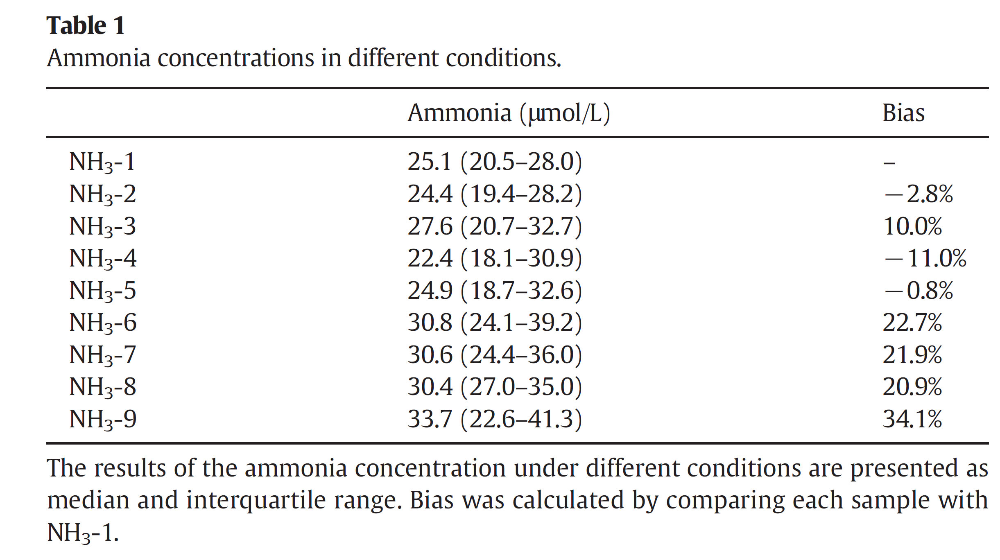 Table 1
Ammonia concentrations in different conditions.
Ammonia (μmol/L) Bias
NH₃-1 25.1 (20.5–28.0) –
NH₃-2 24.4 (19.4–28.2) −2.8%
NH₃-3 27.6 (20.7–32.7) 10.0%
NH₃-4 22.4 (18.1–30.9) −11.0%
NH₃-5 24.9 (18.7–32.6) −0.8%
NH₃-6 30.8 (24.1–39.2) 22.7%
NH₃-7 30.6 (24.4–36.0) 21.9%
NH₃-8 30.4 (27.0–35.0) 20.9%
NH₃-9 33.7 (22.6–41.3) 34.1%
The results of the ammonia concentration under different conditions are presented as
median and interquartile range. Bias was calculated by comparing each sample with
NH₃-1.